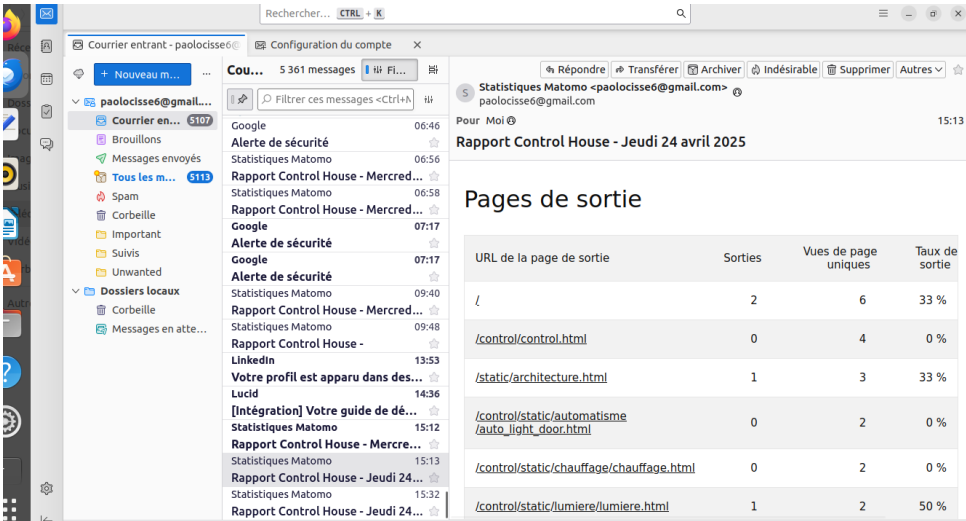 Rechercher... CTRL + K
Courrier entrant - paolocisse6@
Configuration du compte
+ Nouveau m...
paolocisse6@gmail....
Courrier en... 5107
Brouillons
Messages envoyés
Tous les m... 5113
Spam
Corbeille
Important
Suivis
Unwanted
Dossiers locaux
Corbeille
Messages en atte...
Cou... 5 361 messages Fi...
Filtrer ces messages <Ctrl+M
Google 06:46
Alerte de sécurité
Statistiques Matomo 06:56
Rapport Control House - Mercred...
Statistiques Matomo 06:58
Rapport Control House - Mercred...
Google 07:17
Alerte de sécurité
Google 07:17
Alerte de sécurité
Statistiques Matomo 09:40
Rapport Control House - Mercred...
Statistiques Matomo 09:48
Rapport Control House -
LinkedIn 13:53
Votre profil est apparu dans des...
Lucid 14:36
[Intégration] Votre guide de dé...
Statistiques Matomo 15:12
Rapport Control House - Mercre...
Statistiques Matomo 15:13
Rapport Control House - Jeudi 24...
Statistiques Matomo 15:32
Rapport Control House - Jeudi 24...
Répondre Transférer Archiver Indésirable Supprimer Autres
S
Statistiques Matomo <paolocisse6@gmail.com>
paolocisse6@gmail.com
Pour Moi 15:13
Rapport Control House - Jeudi 24 avril 2025
Pages de sortie
URL de la page de sortie Sorties Vues de page uniques Taux de sortie
/ 2 6 33 %
/control/control.html 0 4 0 %
/static/architecture.html 1 3 33 %
/control/static/automatisme
/auto_light_door.html 0 2 0 %
/control/static/chauffage/chauffage.html 0 2 0 %
/control/static/lumiere/lumiere.html 1 2 50 %